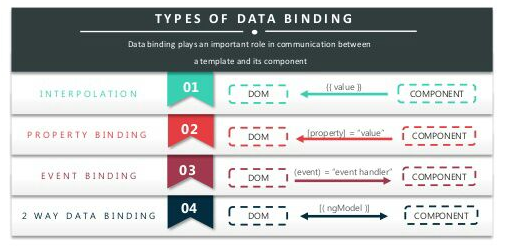 TYPES OF DATA BINDING
Data binding plays an important role in communication between
a template and its component
INTERPOLATION 01 DOM {{ value }} COMPONENT
PROPERTY BINDING 02 DOM [property] = "value" COMPONENT
EVENT BINDING 03 DOM (event) = "event handler" COMPONENT
2 WAY DATA BINDING 04 DOM [( ngModel )] COMPONENT